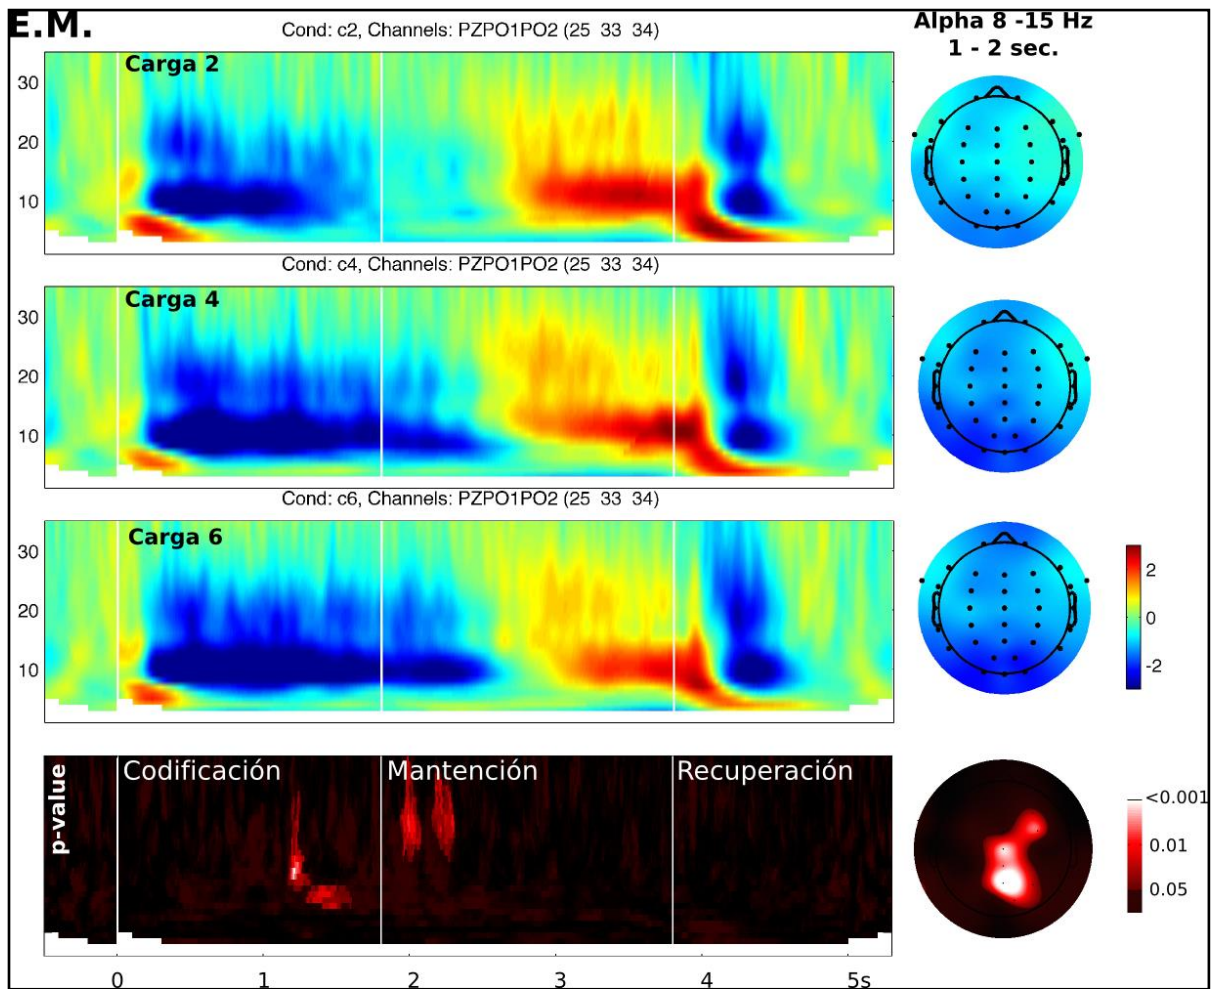 E.M.
Cond: c2, Channels: PZPO1PO2 (25 33 34)
Alpha 8 -15 Hz
1 - 2 sec.
Carga 2
30
20
10
Cond: c4, Channels: PZPO1PO2 (25 33 34)
Carga 4
30
20
10
Cond: c6, Channels: PZPO1PO2 (25 33 34)
Carga 6
30
20
10
2
0
-2
p-value
Codificación
Mantención
Recuperación
<0.001
0.01
0.05
0 1 2 3 4 5s